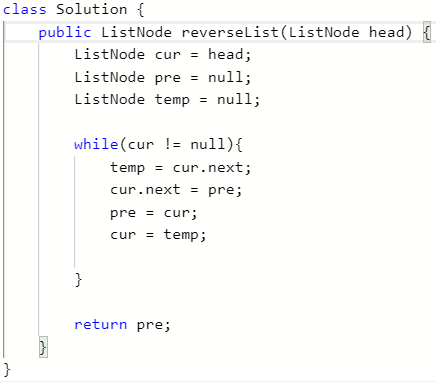 class Solution {
    public ListNode reverseList(ListNode head) {
        ListNode cur = head;
        ListNode pre = null;
        ListNode temp = null;

        while(cur != null){
            temp = cur.next;
            cur.next = pre;
            pre = cur;
            cur = temp;

        }

        return pre;
    }
}